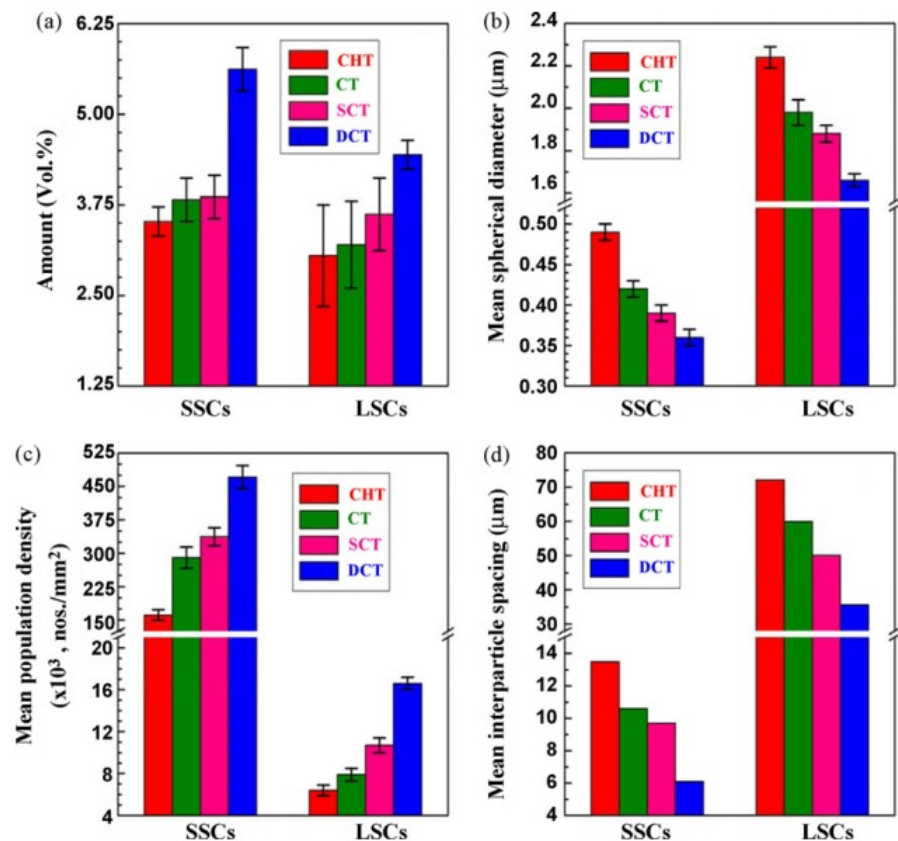 (a)
6.25
5.00
3.75
2.50
1.25
Amount (Vol.%)
CHT
CT
SCT
DCT
SSCs
LSCs
(b)
2.4
2.2
2.0
1.8
1.6
0.50
0.45
0.40
0.35
0.30
Mean spherical diameter (μm)
CHT
CT
SCT
DCT
SSCs
LSCs
(c)
525
450
375
300
225
150
16
12
8
4
20
Mean population density
(x10³ , nos./mm²)
CHT
CT
SCT
DCT
SSCs
LSCs
(d)
80
70
60
50
40
30
14
12
10
8
6
4
Mean interparticle spacing (μm)
CHT
CT
SCT
DCT
SSCs
LSCs